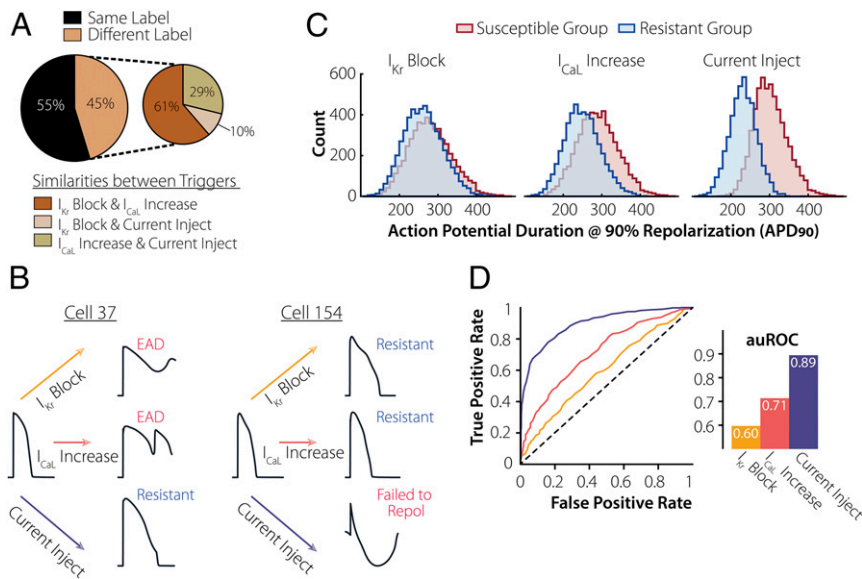 A
Same Label
Different Label
55%
45%
61%
29%
10%
Similarities between Triggers
IKr Block & ICaL Increase
IKr Block & Current Inject
ICaL Increase & Current Inject
B
Cell 37
IKr Block
EAD
ICaL Increase
EAD
Current Inject
Resistant
Cell 154
IKr Block
Resistant
ICaL Increase
Resistant
Current Inject
Failed to
Repol
C
Susceptible Group
Resistant Group
IKr Block
ICaL Increase
Current Inject
Count
600
400
200
0
200 300 400
200 300 400
200 300 400
Action Potential Duration @ 90% Repolarization (APD90)
D
True Positive Rate
1
0.8
0.6
0.4
0.2
0
0 0.2 0.4 0.6 0.8 1
False Positive Rate
auROC
0.9
0.8
0.7
0.6
0.60
0.71
0.89
IKr Block
ICaL Increase
Current Inject